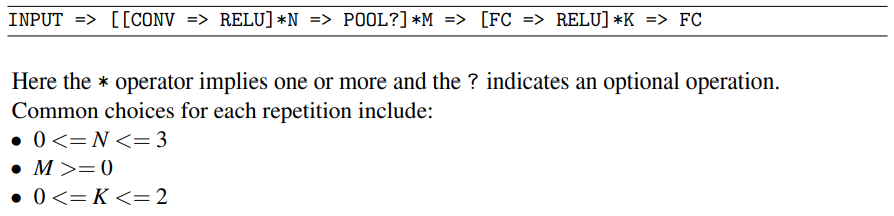 INPUT => [[CONV => RELU]*N => POOL?]*M => [FC => RELU]*K => FC
Here the * operator implies one or more and the ? indicates an optional operation.
Common choices for each repetition include:
• 0 <= N <= 3
• M >= 0
• 0 <= K <= 2